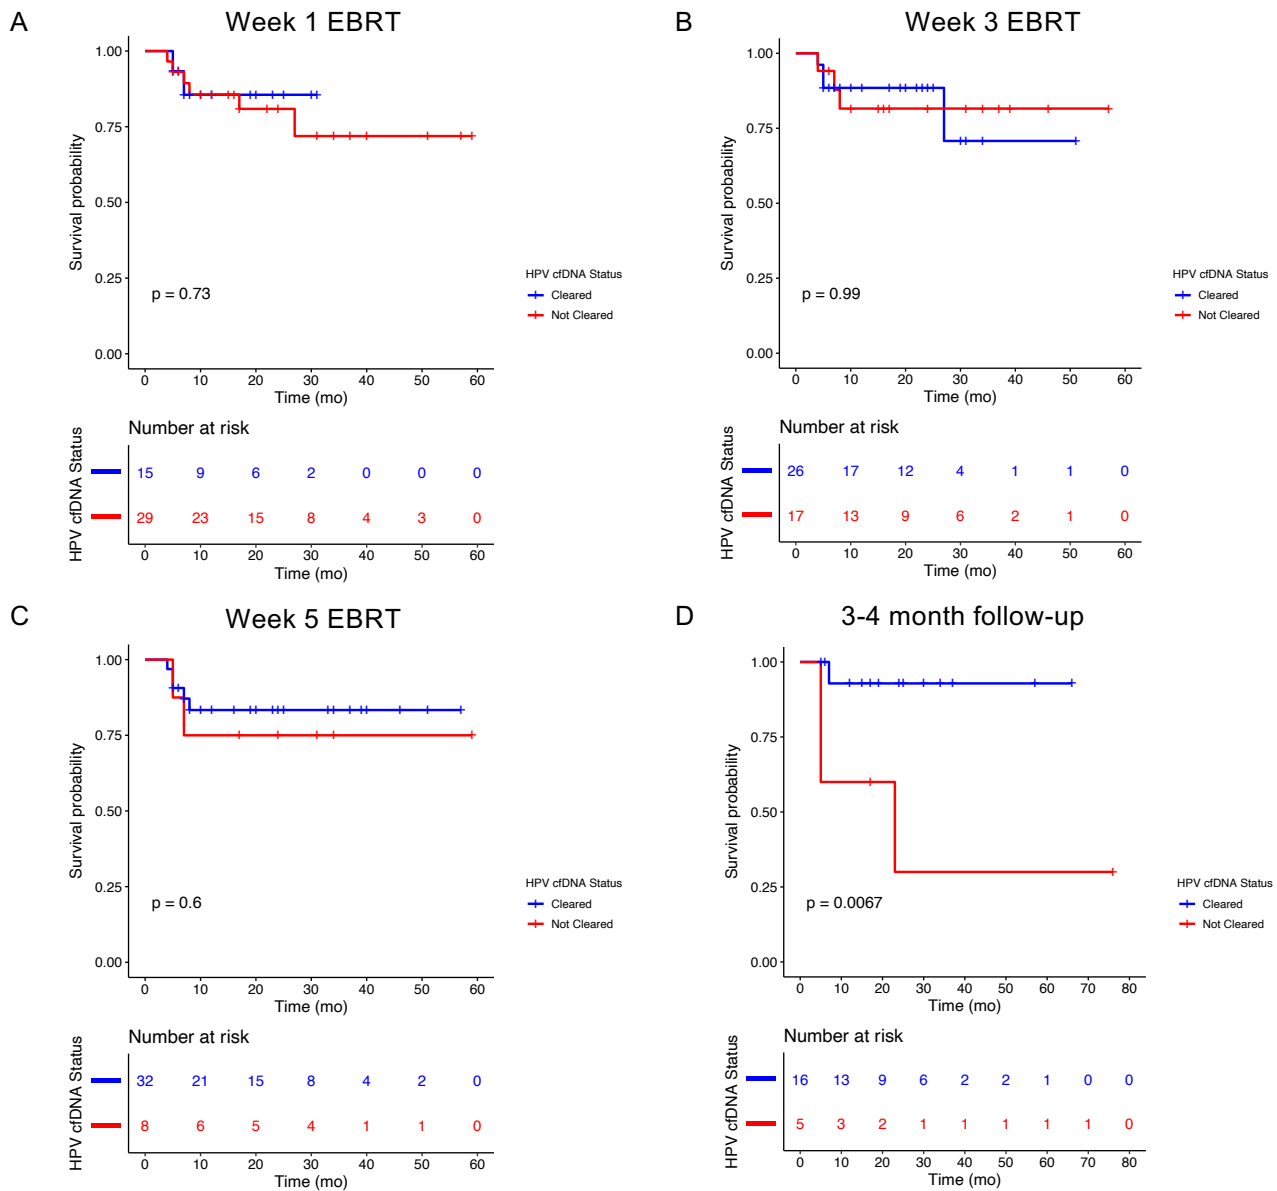 A
Week 1 EBRT
1.00
0.75
0.50
0.25
0.00
Survival probability
p = 0.73
0 10 20 30 40 50 60
Time (mo)
HPV cfDNA Status
Cleared
Not Cleared
Number at risk
HPV cfDNA Status
15 9 6 2 0 0 0
29 23 15 8 4 3 0
0 10 20 30 40 50 60
Time (mo)
B
Week 3 EBRT
1.00
0.75
0.50
0.25
0.00
Survival probability
p = 0.99
0 10 20 30 40 50 60
Time (mo)
HPV cfDNA Status
Cleared
Not Cleared
Number at risk
HPV cfDNA Status
26 17 12 4 1 1 0
17 13 9 6 2 1 0
0 10 20 30 40 50 60
Time (mo)
C
Week 5 EBRT
1.00
0.75
0.50
0.25
0.00
Survival probability
p = 0.6
0 10 20 30 40 50 60
Time (mo)
HPV cfDNA Status
Cleared
Not Cleared
Number at risk
HPV cfDNA Status
32 21 15 8 4 2 0
8 6 5 4 1 1 0
0 10 20 30 40 50 60
Time (mo)
D
3-4 month follow-up
1.00
0.75
0.50
0.25
0.00
Survival probability
p = 0.0067
0 10 20 30 40 50 60 70 80
Time (mo)
HPV cfDNA Status
Cleared
Not Cleared
Number at risk
HPV cfDNA Status
16 13 9 6 2 2 1 0 0
5 3 2 1 1 1 1 1 0
0 10 20 30 40 50 60 70 80
Time (mo)